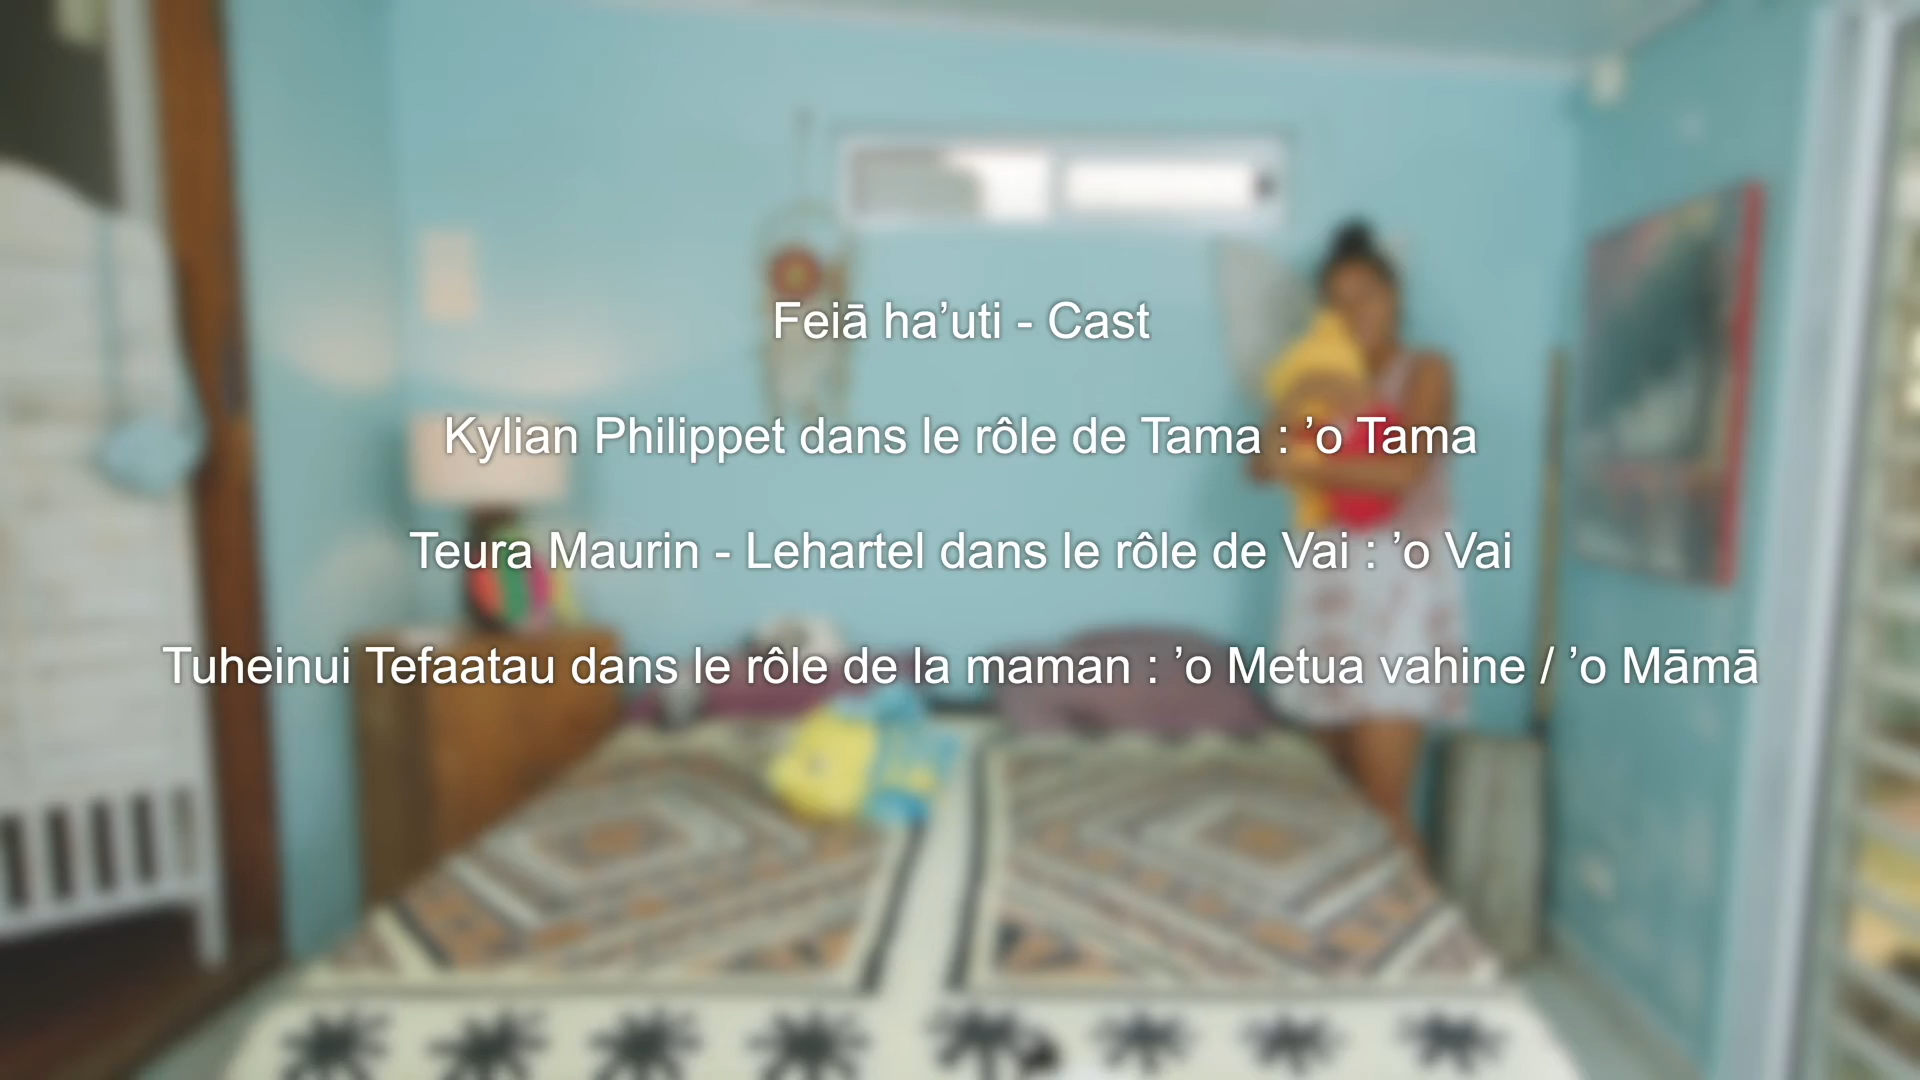 Feiā ha’uti - Cast
Kylian Philippet dans le rôle de Tama : ’o Tama
Teura Maurin - Lehartel dans le rôle de Vai : ’o Vai
Tuheinui Tefaatau dans le rôle de la maman : ’o Metua vahine / ’o Māmā